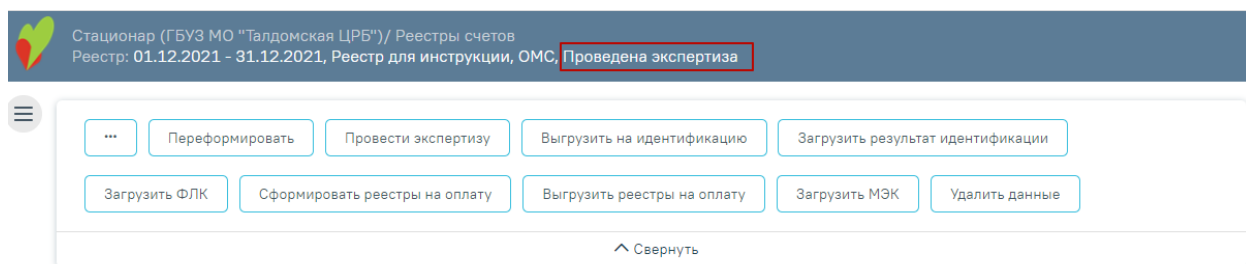 Стационар (ГБУЗ МО "Талдомская ЦРБ")/ Реестры счетов
Реестр: 01.12.2021 - 31.12.2021, Реестр для инструкции, ОМС, Проведена экспертиза
... Переформировать Провести экспертизу Выгрузить на идентификацию Загрузить результат идентификации
Загрузить ФЛК Сформировать реестры на оплату Выгрузить реестры на оплату Загрузить МЭК Удалить данные
Свернуть